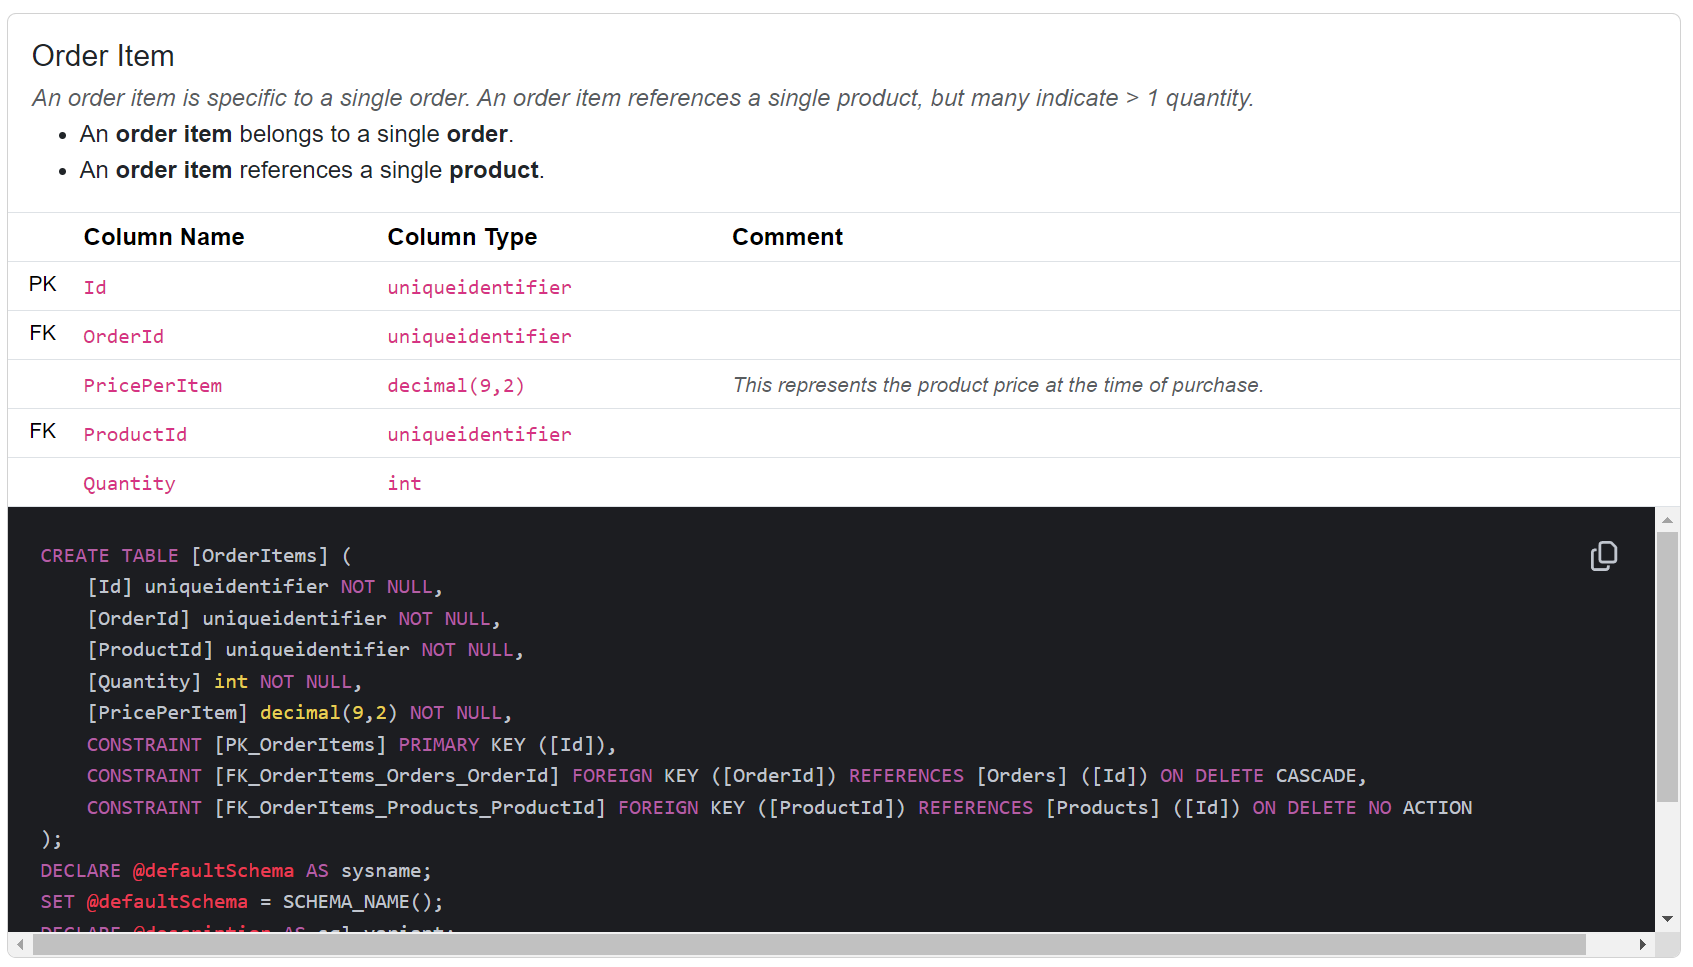 Order Item
An order item is specific to a single order. An order item references a single product, but many indicate > 1 quantity.
• An order item belongs to a single order.
• An order item references a single product.
Column Name Column Type Comment
PK Id uniqueidentifier
FK OrderId uniqueidentifier
PricePerItem decimal(9,2) This represents the product price at the time of purchase.
FK ProductId uniqueidentifier
Quantity int
CREATE TABLE [OrderItems] (
    [Id] uniqueidentifier NOT NULL,
    [OrderId] uniqueidentifier NOT NULL,
    [ProductId] uniqueidentifier NOT NULL,
    [Quantity] int NOT NULL,
    [PricePerItem] decimal(9,2) NOT NULL,
    CONSTRAINT [PK_OrderItems] PRIMARY KEY ([Id]),
    CONSTRAINT [FK_OrderItems_Orders_OrderId] FOREIGN KEY ([OrderId]) REFERENCES [Orders] ([Id]) ON DELETE CASCADE,
    CONSTRAINT [FK_OrderItems_Products_ProductId] FOREIGN KEY ([ProductId]) REFERENCES [Products] ([Id]) ON DELETE NO ACTION
);
DECLARE @defaultSchema AS sysname;
SET @defaultSchema = SCHEMA_NAME();
DECLARE @description AS sql_variant;